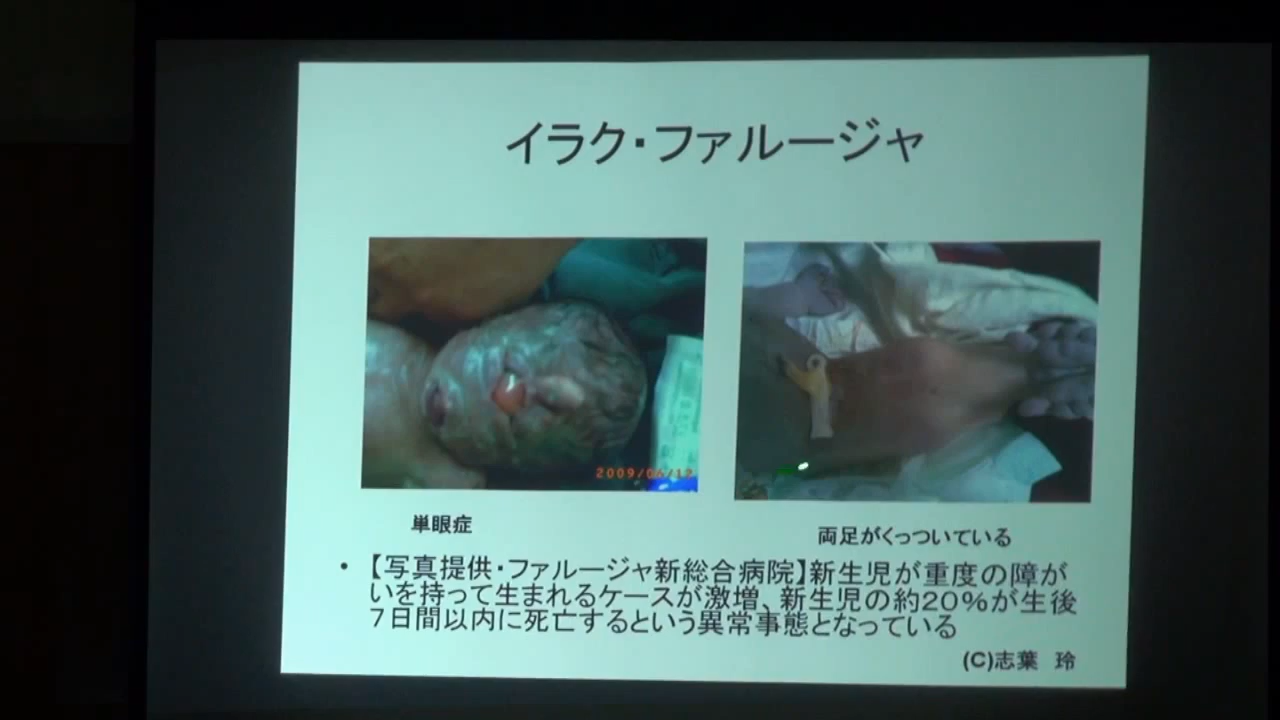 イラク・ファルージャ
2009/06/12
単眼症
両足がくっついている
・【写真提供・ファルージャ新総合病院】新生児が重度の障が
いを持って生まれるケースが激増、新生児の約20%が生後
7日間以内に死亡するという異常事態となっている
(C)志葉 玲